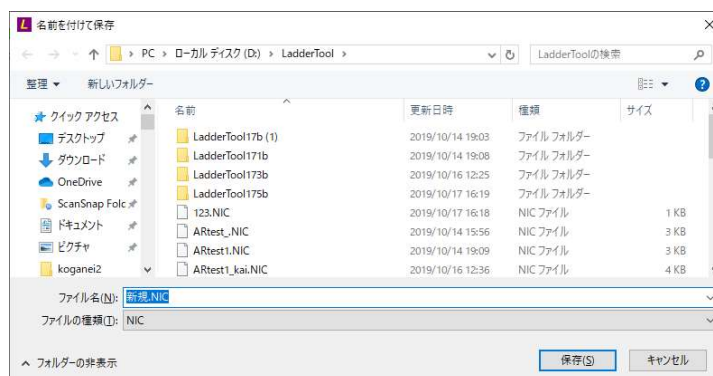 L 名前を付けて保存
PC › ローカル ディスク (D:) › LadderTool ›
LadderToolの検索
整理 新しいフォルダー
名前 更新日時 種類 サイズ
クイック アクセス
デスクトップ
ダウンロード
OneDrive
ScanSnap Folc
ドキュメント
ピクチャ
koganei2
LadderTool17b (1) 2019/10/14 19:03 ファイル フォルダー
LadderTool171b 2019/10/14 19:08 ファイル フォルダー
LadderTool173b 2019/10/16 12:25 ファイル フォルダー
LadderTool175b 2019/10/17 16:19 ファイル フォルダー
123.NIC 2019/10/17 16:18 NIC ファイル 1 KB
ARtest_.NIC 2019/10/14 15:56 NIC ファイル 3 KB
ARtest1.NIC 2019/10/14 19:09 NIC ファイル 3 KB
ARtest1_kai.NIC 2019/10/16 12:36 NIC ファイル 4 KB
ファイル名(N): 新規.NIC
ファイルの種類(T): NIC
フォルダーの非表示 保存(S) キャンセル